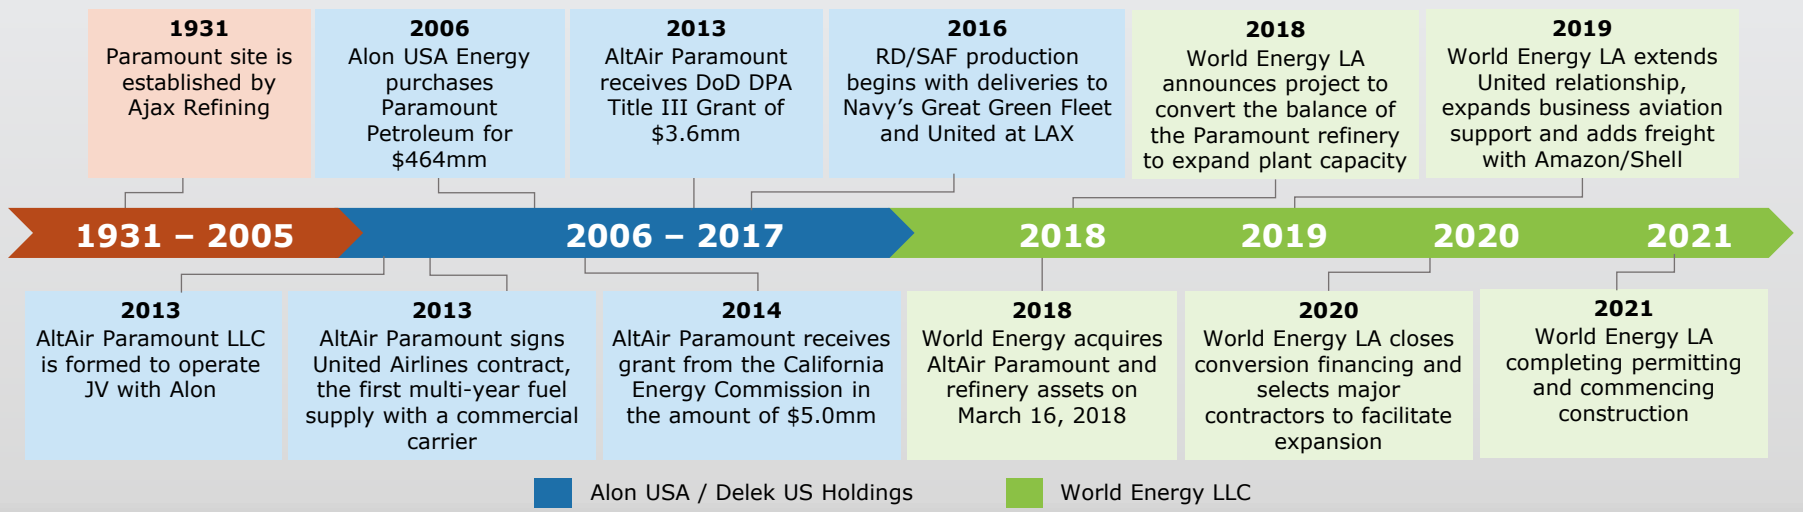 1931
Paramount site is
established by
Ajax Refining
2006
Alon USA Energy
purchases
Paramount
Petroleum for
$464mm
2013
AltAir Paramount
receives DoD DPA
Title III Grant of
$3.6mm
2016
RD/SAF production
begins with deliveries to
Navy's Great Green Fleet
and United at LAX
2018
World Energy LA
announces project to
convert the balance of
the Paramount refinery
to expand plant capacity
2019
World Energy LA extends
United relationship,
expands business aviation
support and adds freight
with Amazon/Shell
1931 – 2005
2006 – 2017
2018
2019
2020
2021
2013
AltAir Paramount LLC
is formed to operate
JV with Alon
2013
AltAir Paramount signs
United Airlines contract,
the first multi-year fuel
supply with a commercial
carrier
2014
AltAir Paramount receives
grant from the California
Energy Commission in
the amount of $5.0mm
2018
World Energy acquires
AltAir Paramount and
refinery assets on
March 16, 2018
2020
World Energy LA closes
conversion financing and
selects major
contractors to facilitate
expansion
2021
World Energy LA
completing permitting
and commencing
construction
Alon USA / Delek US Holdings
World Energy LLC